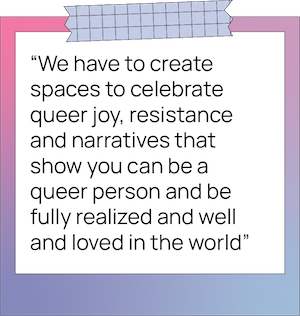 “We have to create
spaces to celebrate
queer joy, resistance
and narratives that
show you can be a
queer person and be
fully realized and well
and loved in the world”